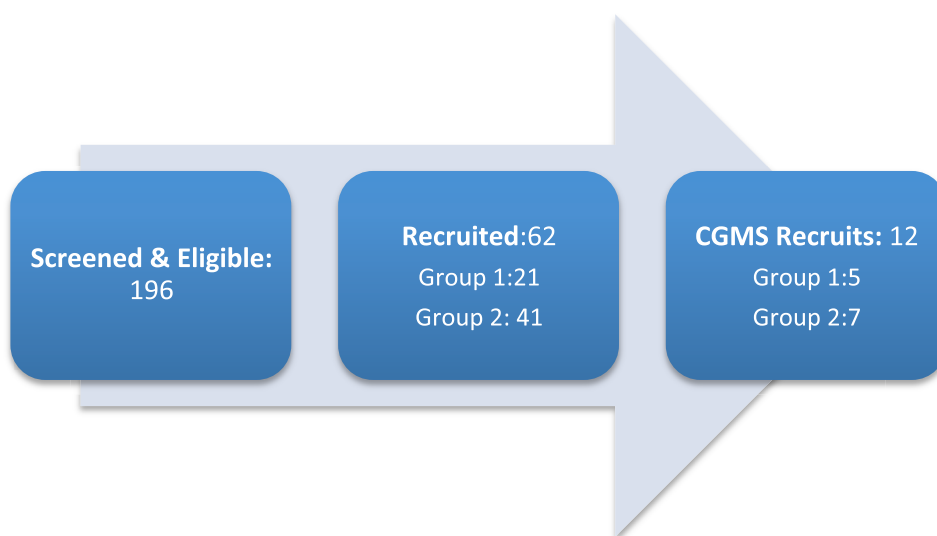 Screened & Eligible:
196
Recruited:62
Group 1:21
Group 2: 41
CGMS Recruits: 12
Group 1:5
Group 2:7